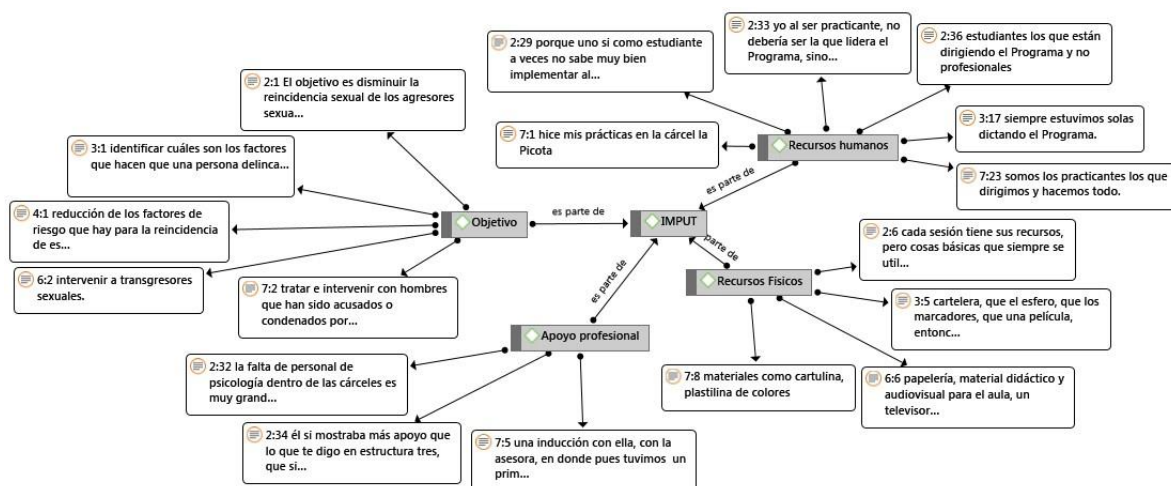 2:33 yo al ser practicante, no
debería ser la que lidera el
Programa, sino...
2:29 porque uno si como estudiante
a veces no sabe muy bien
implementar al...
2:36 estudiantes los que están
dirigiendo el Programa y no
profesionales
2:1 El objetivo es disminuir la
reincidencia sexual de los agresores
sexua...
7:1 hice mis prácticas en la cárcel la
Picota
Recursos humanos
3:17 siempre estuvimos solas
dictando el Programa.
3:1 identificar cuáles son los factores
que hacen que una persona delinca...
7:23 somos los practicantes los que
dirigimos y hacemos todo.
es parte de
4:1 reducción de los factores de
riesgo que hay para la reincidencia
de es...
Objetivo
es parte de
IMPUT
2:6 cada sesión tiene sus recursos,
pero cosas básicas que siempre se
util...
parte de
6:2 intervenir a transgresores
sexuales.
7:2 tratar e intervenir con hombres
que han sido acusados o
condenados por...
es parte de
Recursos Fisicos
3:5 cartelera, que el esfero, que los
marcadores, que una película,
entonc...
Apoyo profesional
2:32 la falta de personal de
psicología dentro de las cárceles es
muy grand...
7:8 materiales como cartulina,
plastilina de colores
6:6 papelería, material didáctico y
audiovisual para el aula, un
televisor...
2:34 él si mostraba más apoyo que
lo que te digo en estructura tres,
que si...
7:5 una inducción con ella, con la
asesora, en donde pues tuvimos un
prim...